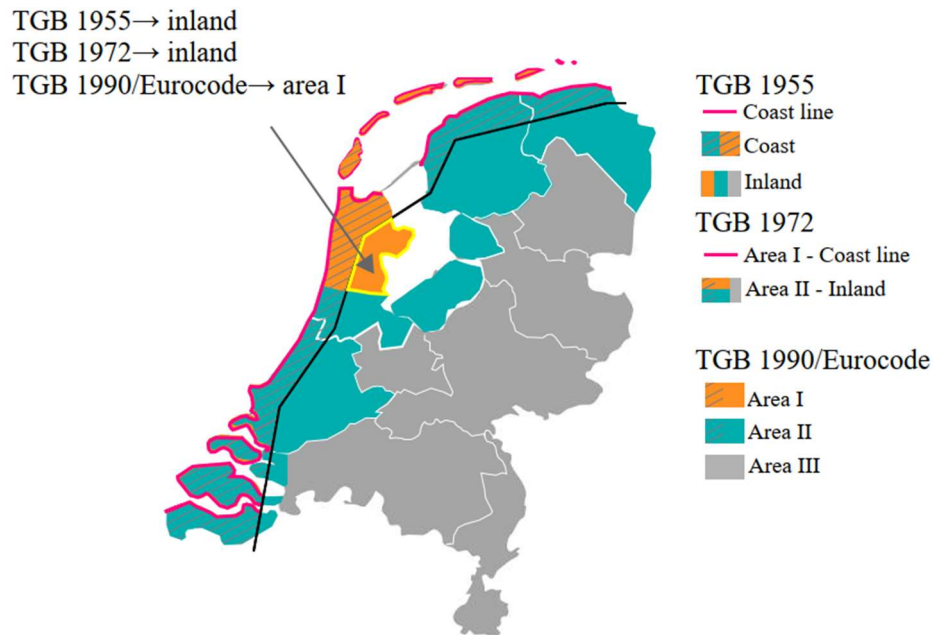 TGB 1955→ inland
TGB 1972→ inland
TGB 1990/Eurocode→ area I
TGB 1955
Coast line
Coast
Inland
TGB 1972
Area I - Coast line
Area II - Inland
TGB 1990/Eurocode
Area I
Area II
Area III